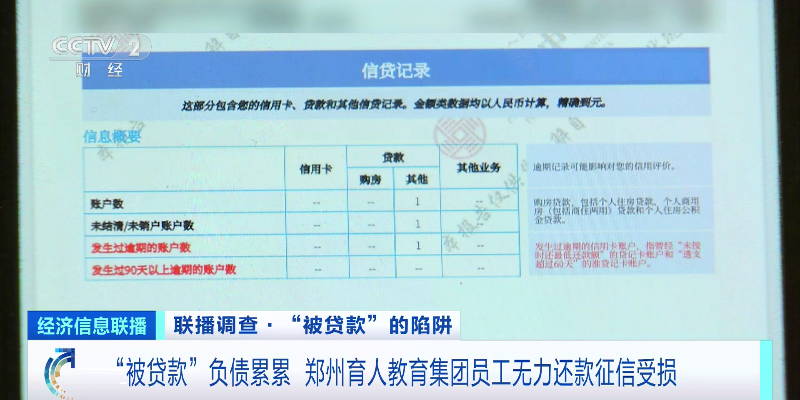 CCTV 2
财经
信贷记录
这部分包含您的信用卡、贷款和其他信贷记录。金额类数据均以人民币计算，精确到元。
信息概要
信用卡 贷款 其他业务
购房 其他
账户数 -- -- 1 --
未结清/未销户账户数 -- -- 1 --
发生过逾期的账户数 -- -- 1 --
发生过90天以上逾期的账户数 -- -- -- --
逾期记录可能影响对您的信用评价。
购房贷款，包括个人住房贷款、个人商用
房（包括商住两用）贷款和个人住房公积
金贷款。
发生过逾期的信用卡账户，指曾经“未按
时还最低还款额”的贷记卡账户和“透支
超过60天”的准贷记卡账户。
经济信息联播
联播调查·“被贷款”的陷阱
“被贷款”负债累累 郑州育人教育集团员工无力还款征信受损